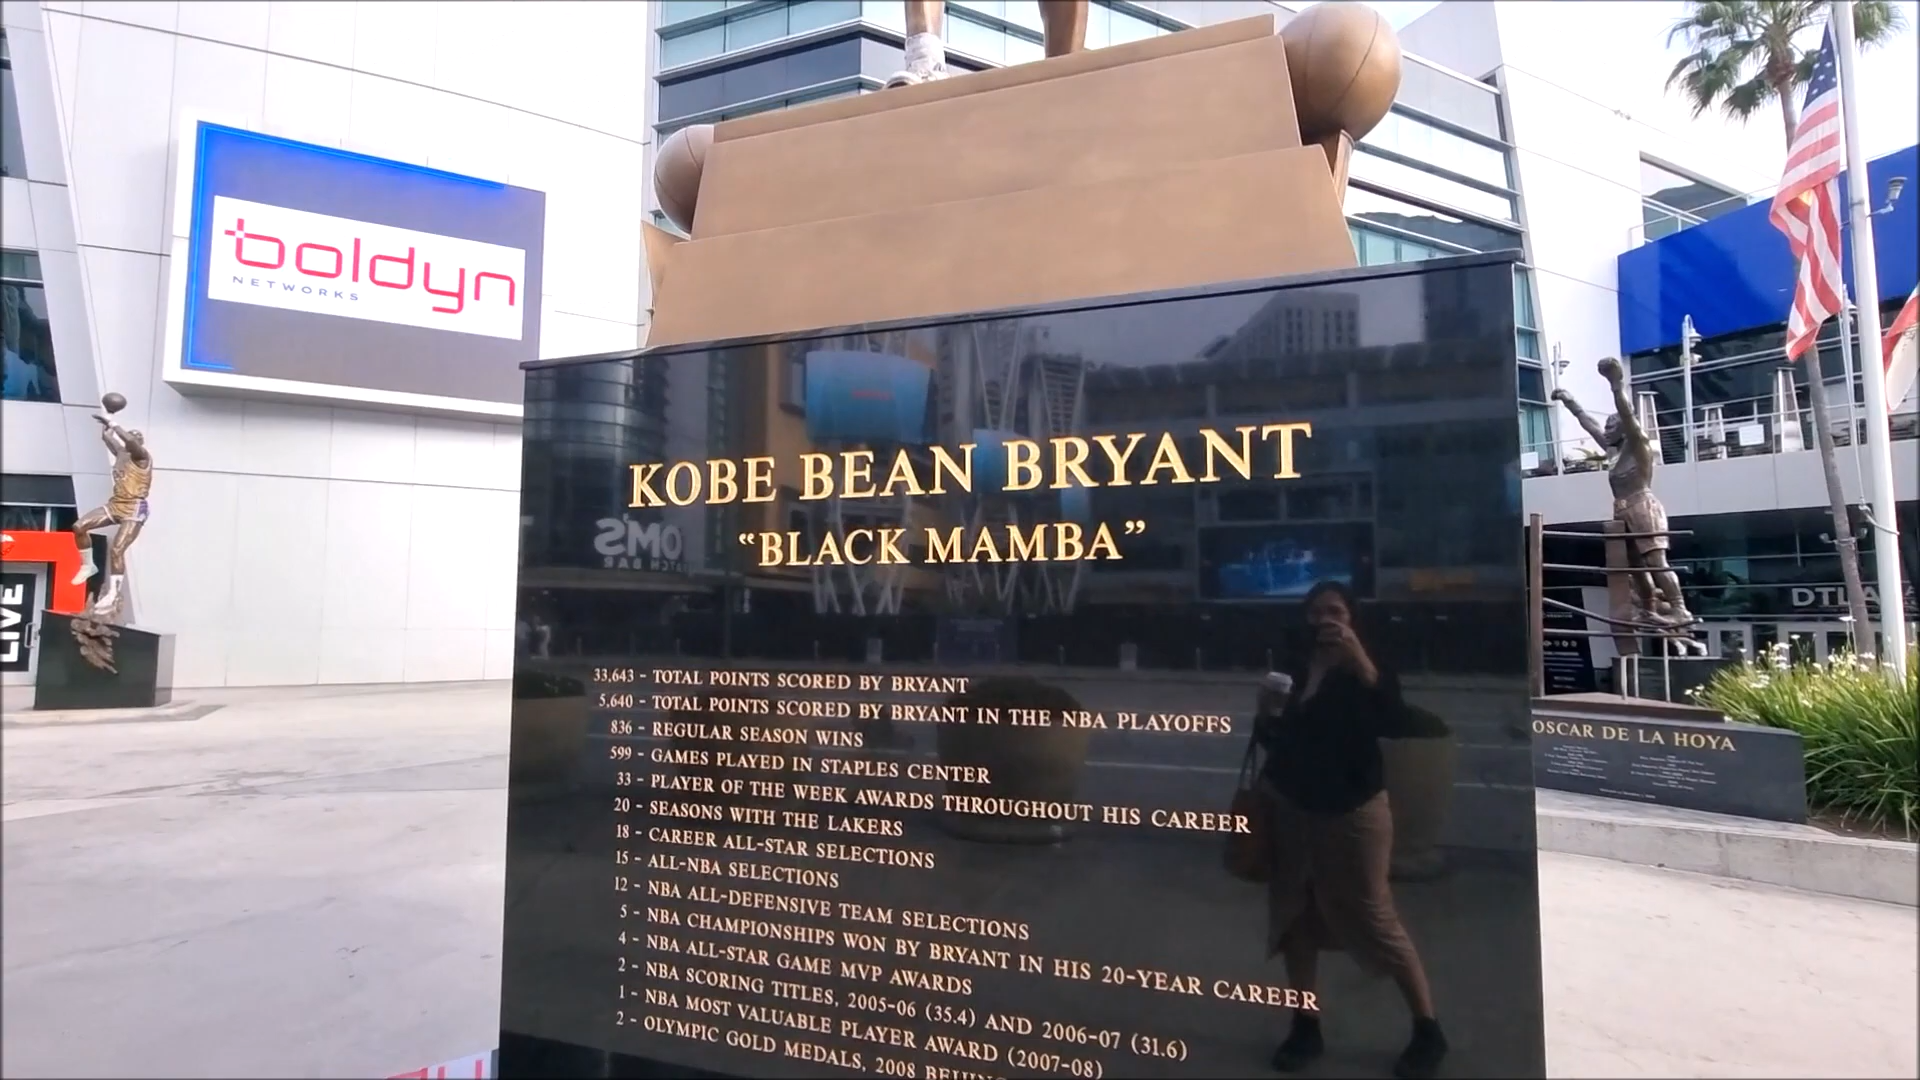 boldyn
NETWORKS
KOBE BEAN BRYANT
“BLACK MAMBA”
33,643 - TOTAL POINTS SCORED BY BRYANT
5,640 - TOTAL POINTS SCORED BY BRYANT IN THE NBA PLAYOFFS
836 - REGULAR SEASON WINS
599 - GAMES PLAYED IN STAPLES CENTER
33 - PLAYER OF THE WEEK AWARDS THROUGHOUT HIS CAREER
20 - SEASONS WITH THE LAKERS
18 - CAREER ALL-STAR SELECTIONS
15 - ALL-NBA SELECTIONS
12 - NBA ALL-DEFENSIVE TEAM SELECTIONS
5 - NBA CHAMPIONSHIPS WON BY BRYANT IN HIS 20-YEAR CAREER
4 - NBA ALL-STAR GAME MVP AWARDS
2 - NBA SCORING TITLES, 2005-06 (35.4) AND 2006-07 (31.6)
1 - NBA MOST VALUABLE PLAYER AWARD (2007-08)
2 - OLYMPIC GOLD MEDALS, 2008
LIVE
DTLA
OSCAR DE LA HOYA